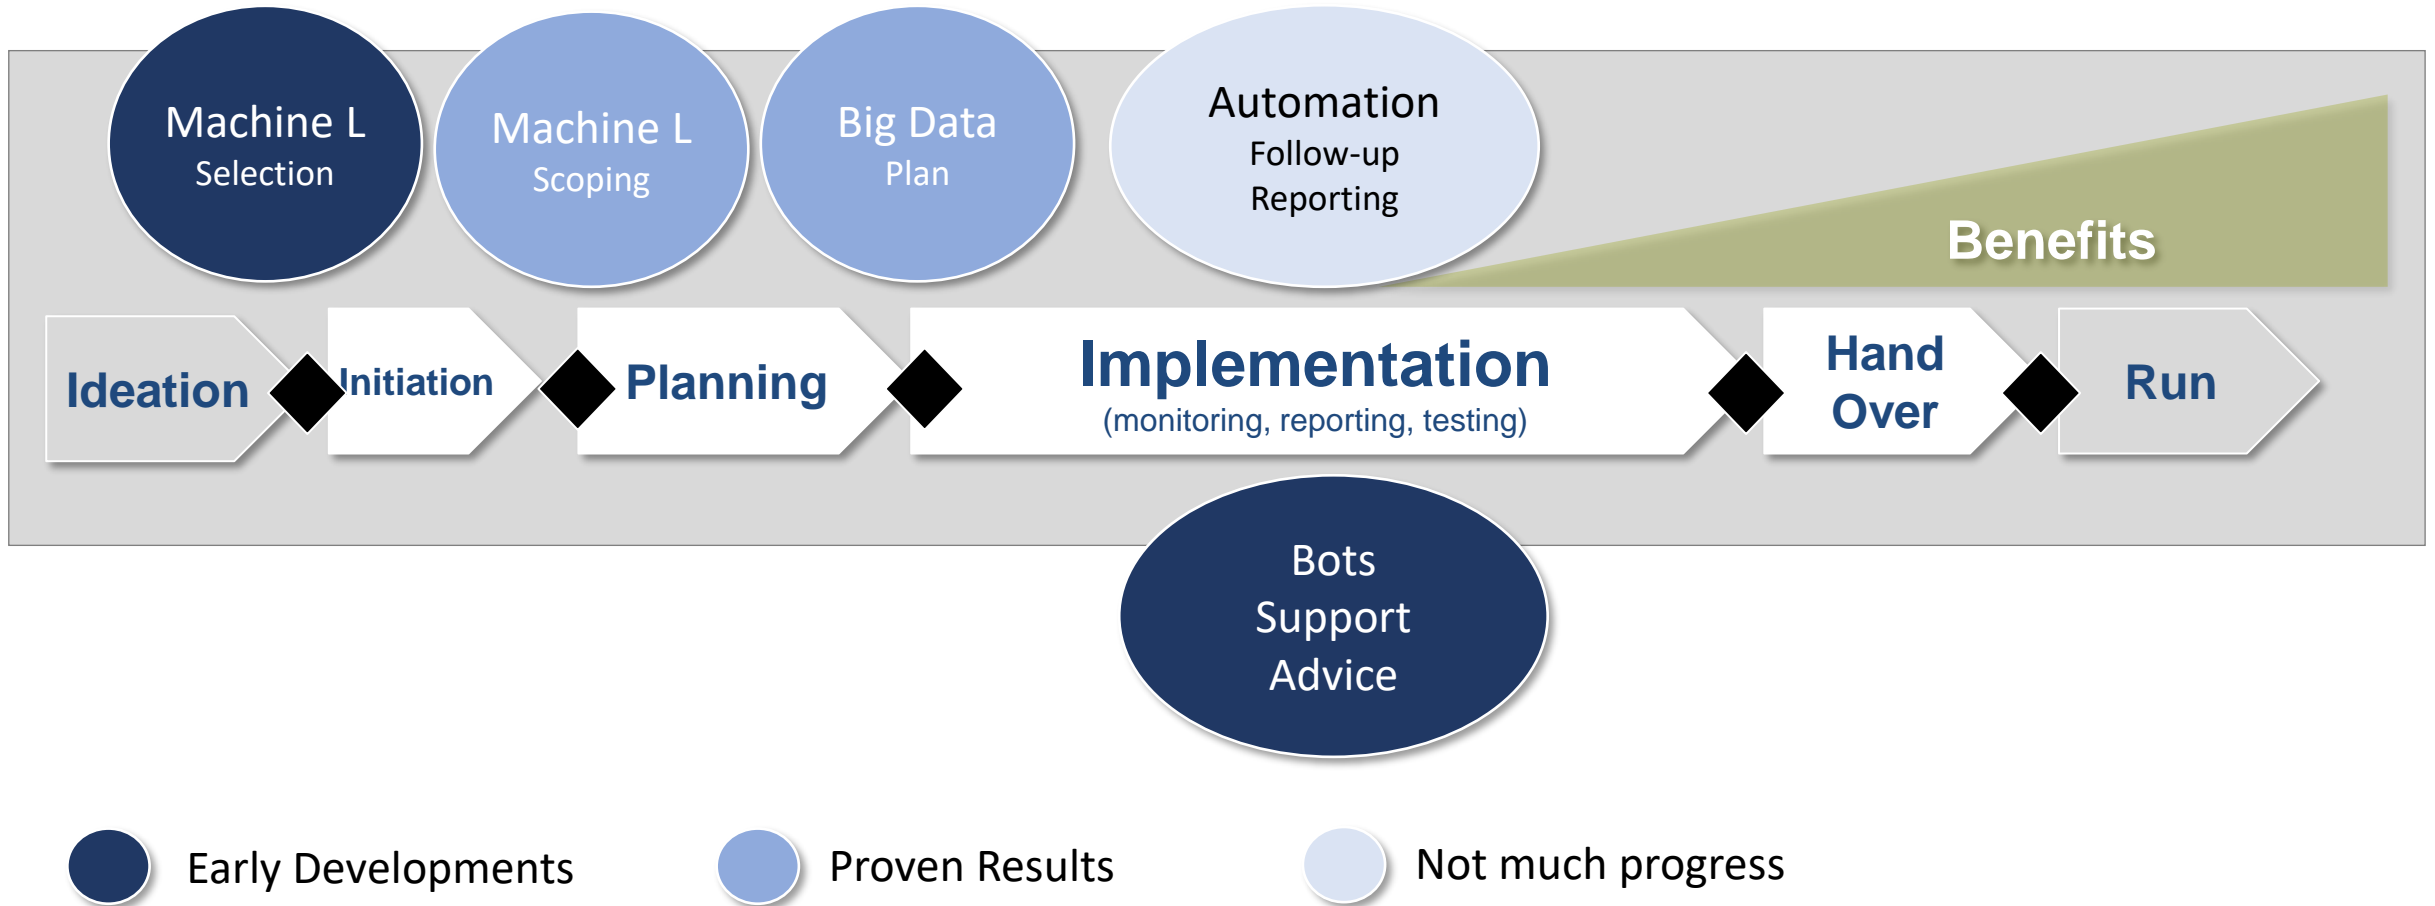 Machine L
Selection
Machine L
Scoping
Big Data
Plan
Automation
Follow-up
Reporting
Benefits
Ideation
Initiation
Planning
Implementation
(monitoring, reporting, testing)
Hand
Over
Run
Bots
Support
Advice
Early Developments
Proven Results
Not much progress